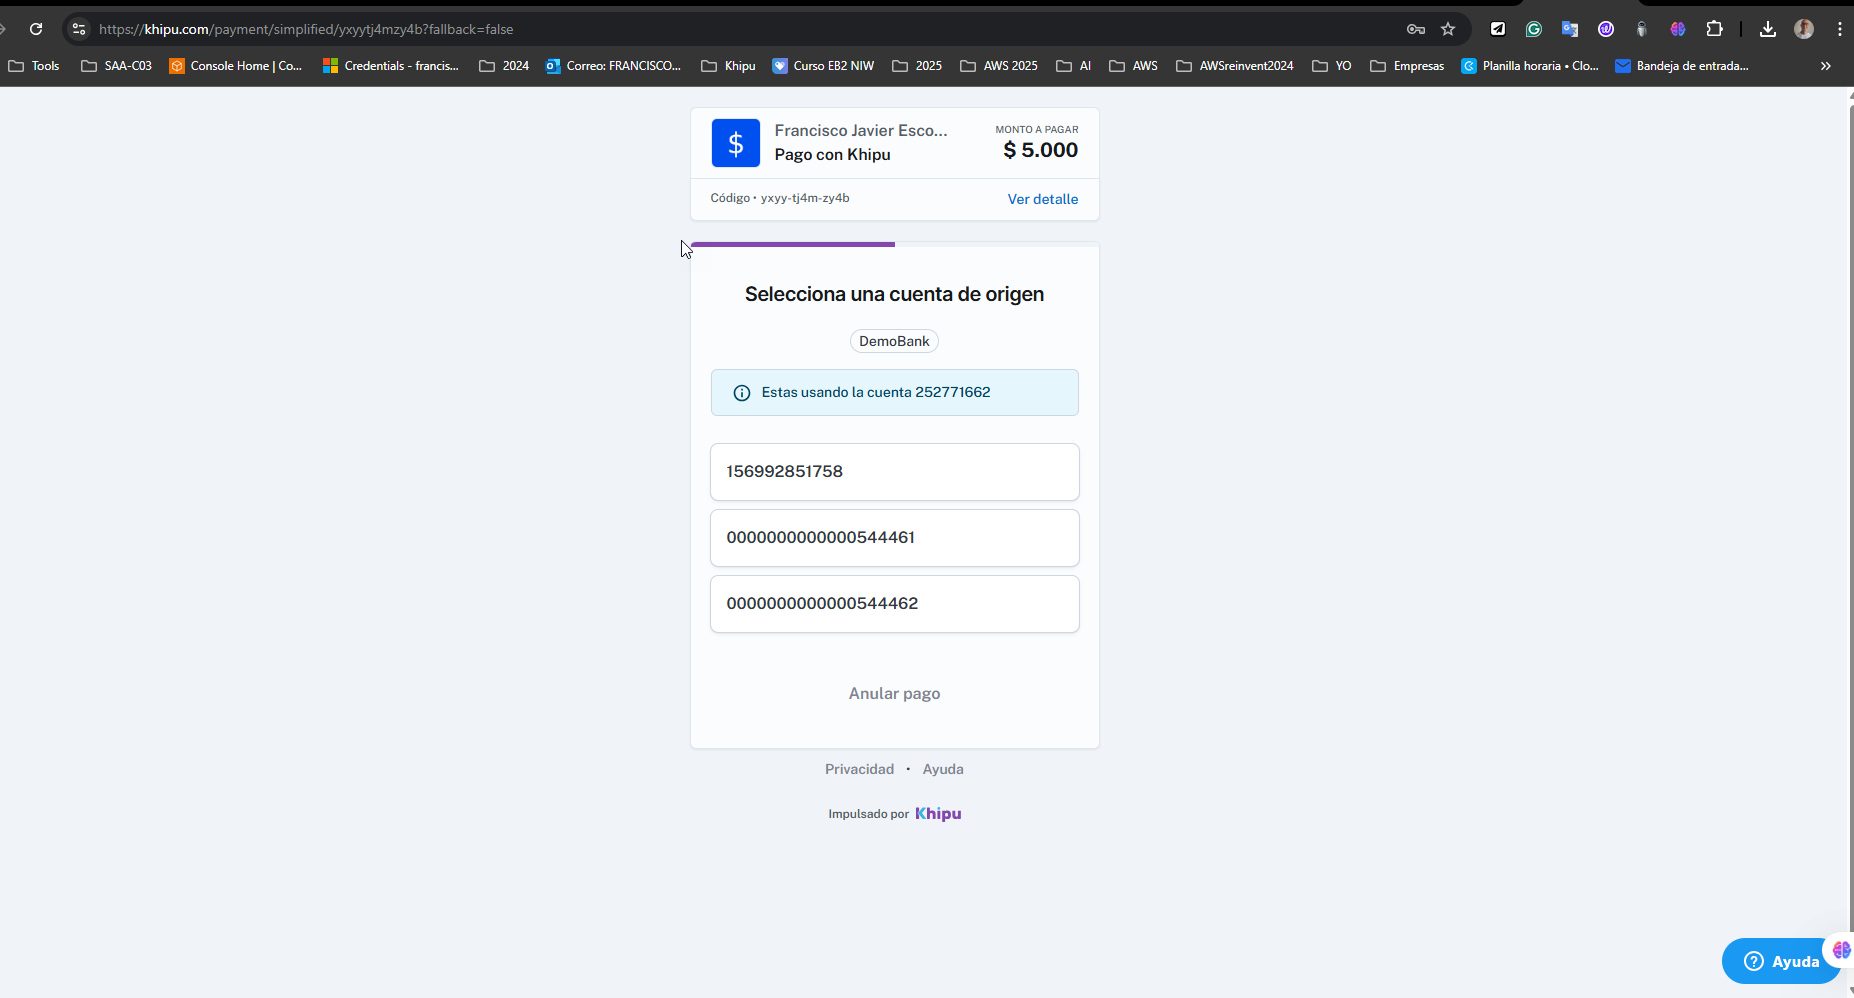 https://khipu.com/payment/simplified/yxyytj4mzy4b?fallback=false
Tools SAA-C03 Console Home | Co... Credentials - francis... 2024 Correo: FRANCISCO... Khipu Curso EB2 NIW 2025 AWS 2025 AI AWS AWSreinvent2024 YO Empresas Planilla horaria • Clo... Bandeja de entrada... »
$
Francisco Javier Esco...
Pago con Khipu
MONTO A PAGAR
$ 5.000
Código • yxyy-tj4m-zy4b
Ver detalle
Selecciona una cuenta de origen
DemoBank
Estas usando la cuenta 252771662
156992851758
0000000000000544461
0000000000000544462
Anular pago
Privacidad • Ayuda
Impulsado por Khipu
Ayuda